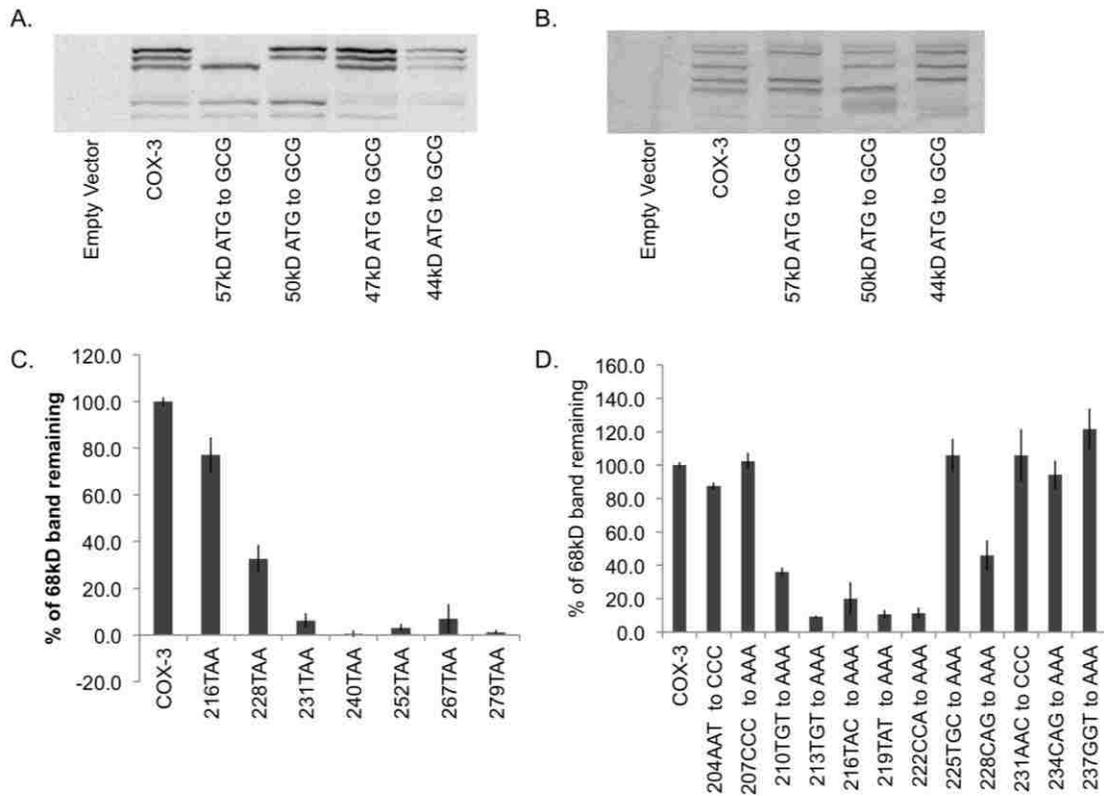 A.
Empty Vector
COX-3
57kD ATG to GCG
50kD ATG to GCG
47kD ATG to GCG
44kD ATG to GCG
B.
Empty Vector
COX-3
57kD ATG to GCG
50kD ATG to GCG
44kD ATG to GCG
C.
% of 68kD band remaining
120.0
100.0
80.0
60.0
40.0
20.0
0.0
-20.0
COX-3
216TAA
228TAA
231TAA
240TAA
252TAA
267TAA
279TAA
D.
% of 68kD band remaining
160.0
140.0
120.0
100.0
80.0
60.0
40.0
20.0
0.0
COX-3
204AAT to CCC
207CCC to AAA
210TGT to AAA
213TGT to AAA
216TAC to AAA
219TAT to AAA
222CCA to AAA
225TGC to AAA
228CAG to AAA
231AAC to CCC
234CAG to AAA
237GGT to AAA